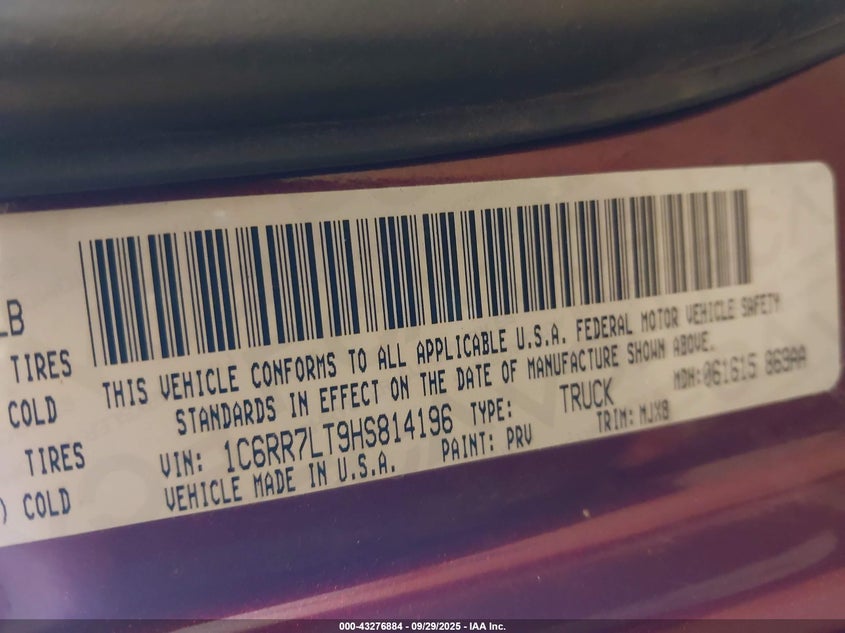 LB
TIRES
COLD
TIRES
) COLD
THIS VEHICLE CONFORMS TO ALL APPLICABLE U.S.A. FEDERAL MOTOR VEHICLE SAFETY
STANDARDS IN EFFECT ON THE DATE OF MANUFACTURE SHOWN ABOVE.
VIN: 1C6RR7LT9HS814196 TYPE: TRUCK MDH:061615 869AA
VEHICLE MADE IN U.S.A. PAINT: PRV TRIM: MJX8
000-43276884 - 09/29/2025 - IAA Inc.